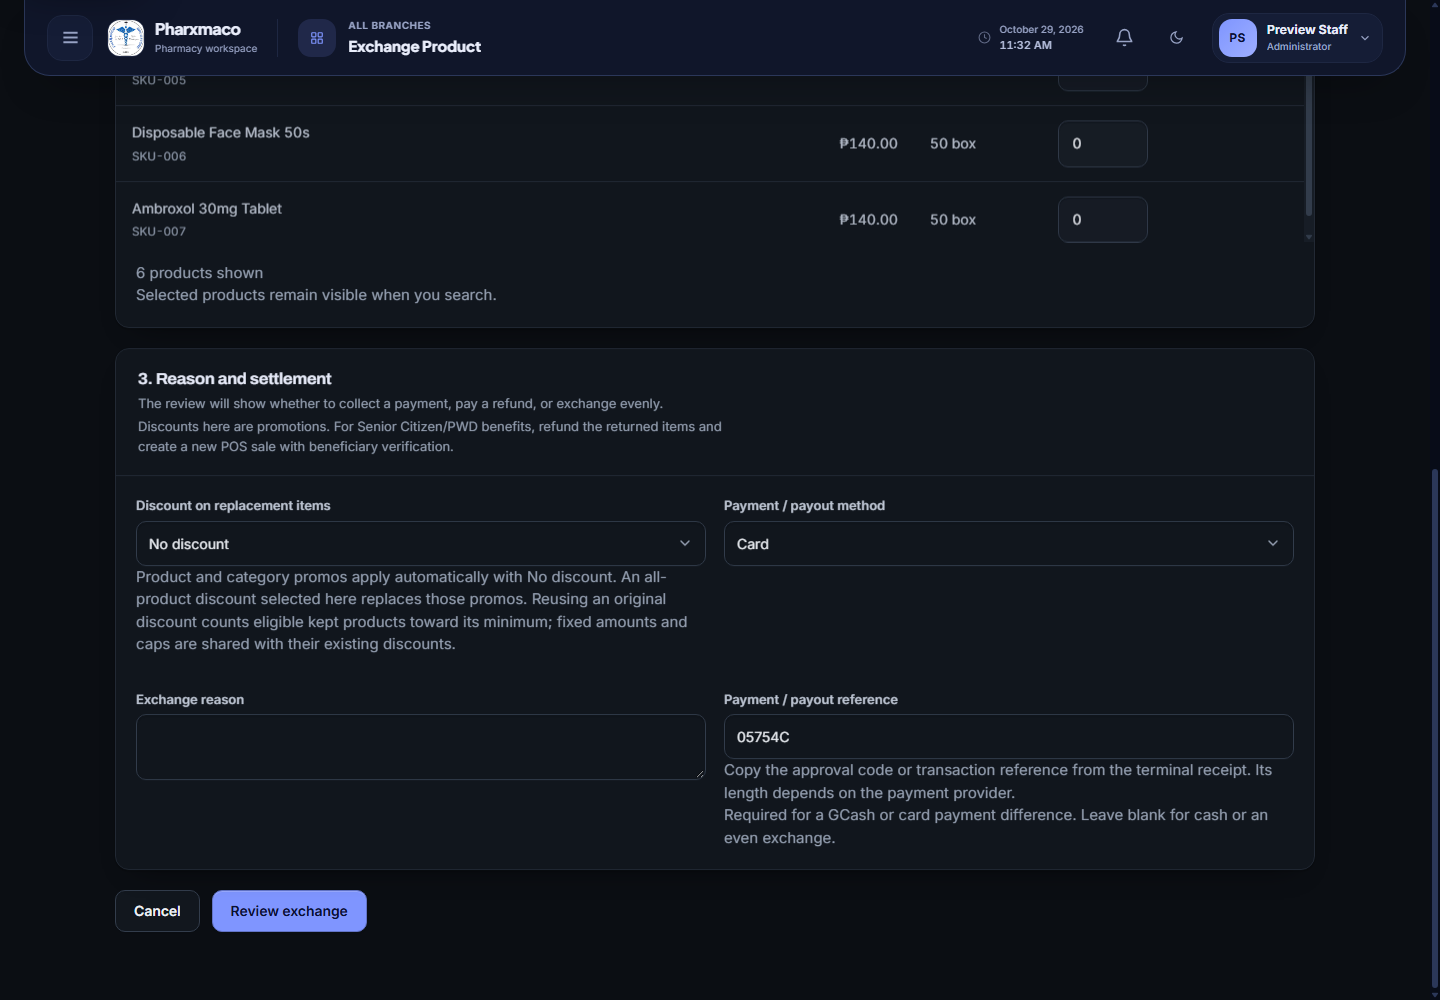 Pharxmaco
Pharmacy workspace
ALL BRANCHES
Exchange Product
October 29, 2026
11:32 AM
PS
Preview Staff
Administrator
SKU-005
Disposable Face Mask 50s
SKU-006
₱140.00
50 box
0
Ambroxol 30mg Tablet
SKU-007
₱140.00
50 box
0
6 products shown
Selected products remain visible when you search.
3. Reason and settlement
The review will show whether to collect a payment, pay a refund, or exchange evenly.
Discounts here are promotions. For Senior Citizen/PWD benefits, refund the returned items and
create a new POS sale with beneficiary verification.
Discount on replacement items
No discount
Product and category promos apply automatically with No discount. An all-
product discount selected here replaces those promos. Reusing an original
discount counts eligible kept products toward its minimum; fixed amounts and
caps are shared with their existing discounts.
Payment / payout method
Card
Exchange reason
Payment / payout reference
05754C
Copy the approval code or transaction reference from the terminal receipt. Its
length depends on the payment provider.
Required for a GCash or card payment difference. Leave blank for cash or an
even exchange.
Cancel
Review exchange